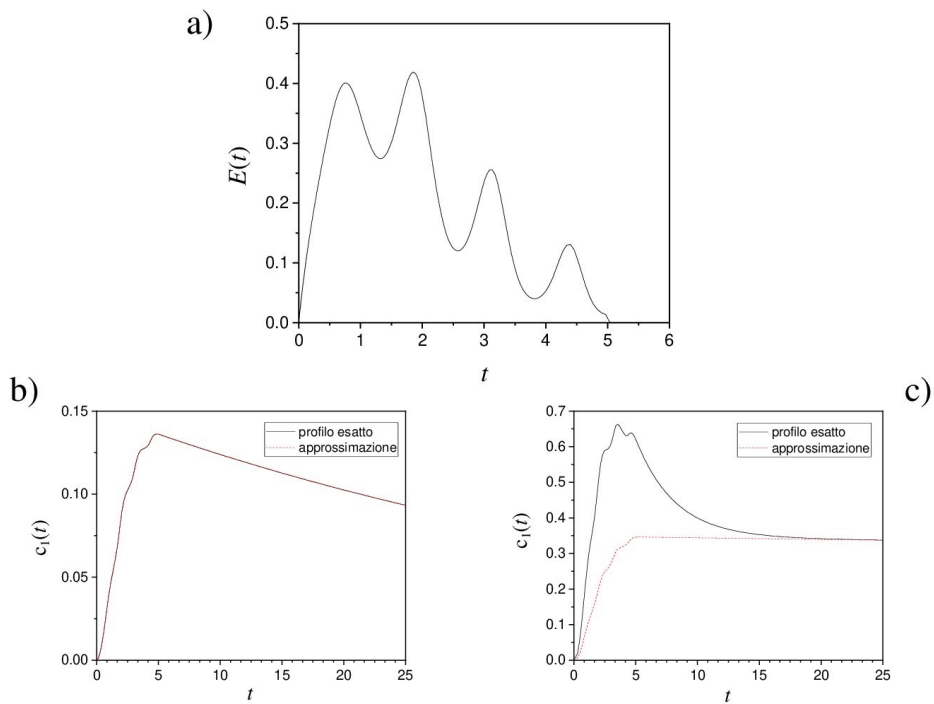 a)
0.5
0.4
0.3
0.2
0.1
0.0
E(t)
0 1 2 3 4 5 6
t
b)
0.15
0.10
0.05
0.00
c₁(t)
profilo esatto
approssimazione
0 5 10 15 20 25
t
c)
0.7
0.6
0.5
0.4
0.3
0.2
0.1
0.0
c₁(t)
profilo esatto
approssimazione
0 5 10 15 20 25
t